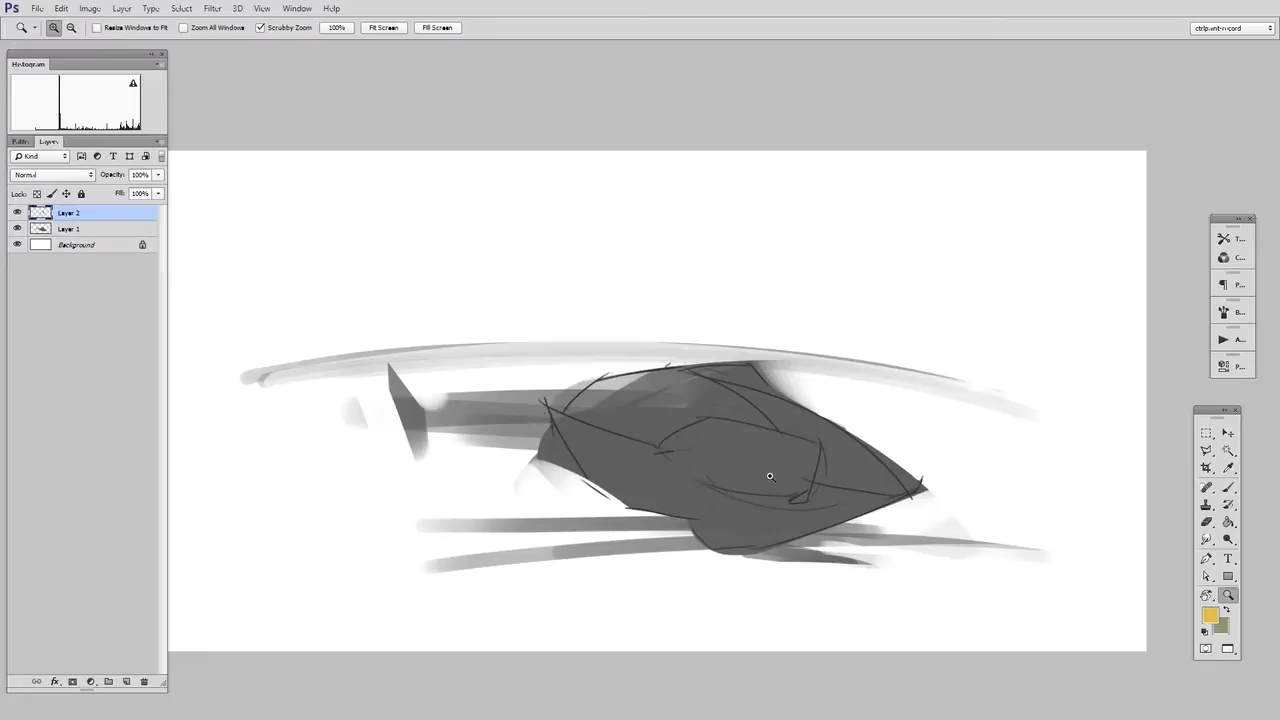 Ps File Edit Image Layer Type Select Filter 3D View Window Help
Resize Windows to Fit Zoom All Windows Scrubby Zoom 100% Fit Screen Fill Screen
Histogram
Paths Layers
Kind
Normal Opacity: 100%
Lock: Fill: 100%
Layer 2
Layer 1
Background
T...
C...
P...
B...
A...
P...